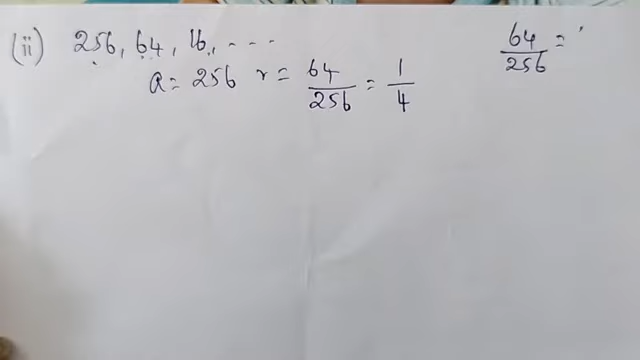 (ii) 256, 64, 16, - - - -
a = 256 r = 64/256 = 1/4
64/256 =